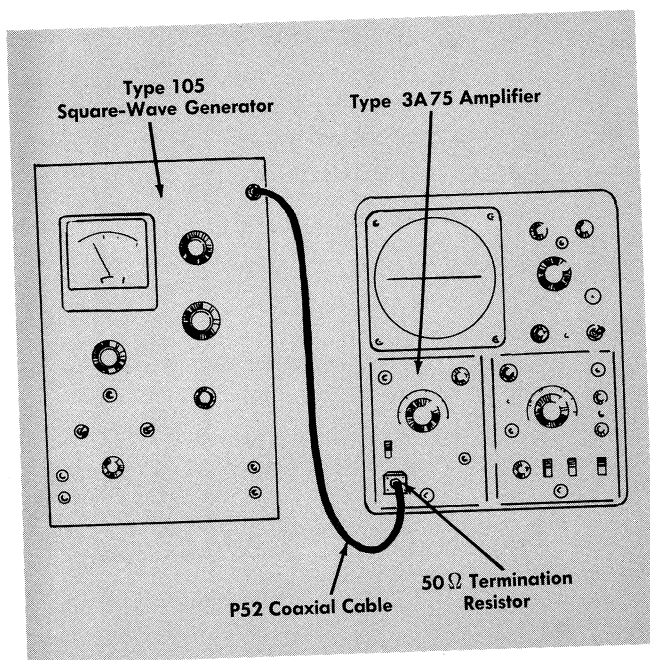 Type 105
Square-Wave Generator
Type 3A75 Amplifier
P52 Coaxial Cable
50 Ω Termination
Resistor